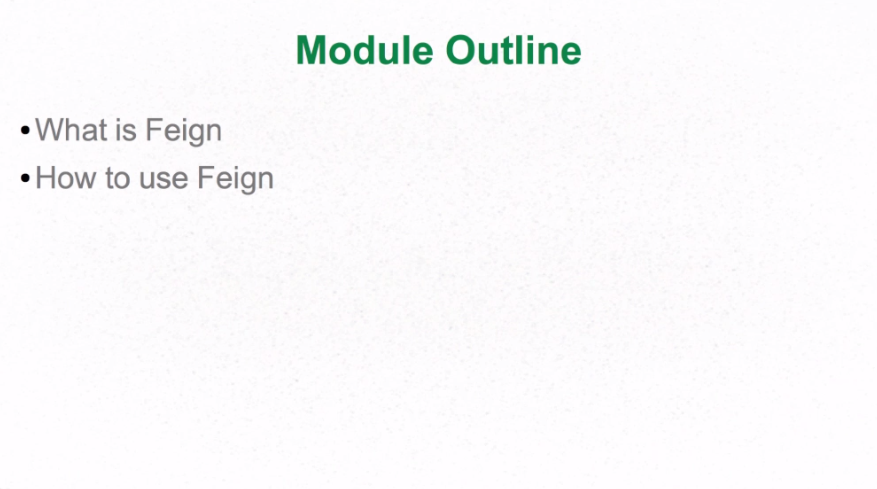 Module Outline
•What is Feign
•How to use Feign